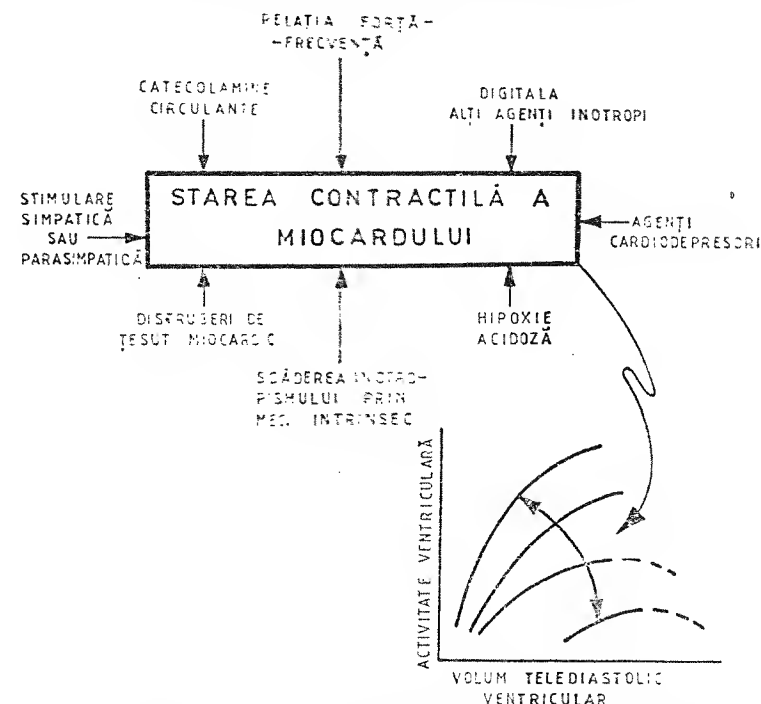 RELAȚIA FORȚĂ-
-FRECVENȚĂ
CATECOLAMINE
CIRCULANTE
DIGITALA
ALȚI AGENȚI INOTROPI
STIMULARE
SIMPATICĂ
SAU
PARASIMPATICĂ
STAREA CONTRACTILĂ A
MIOCARDULUI
AGENȚI
CARDIODEPRESORI
DISTRUGERI DE
ȚESUT MIOCARDIC
HIPOXIE
ACIDOZĂ
SCĂDEREA INOTRO-
PISMULUI PRIN
MEC. INTRINSEC
ACTIVITATE VENTRICULARĂ
VOLUM TELEDIASTOLIC
VENTRICULAR